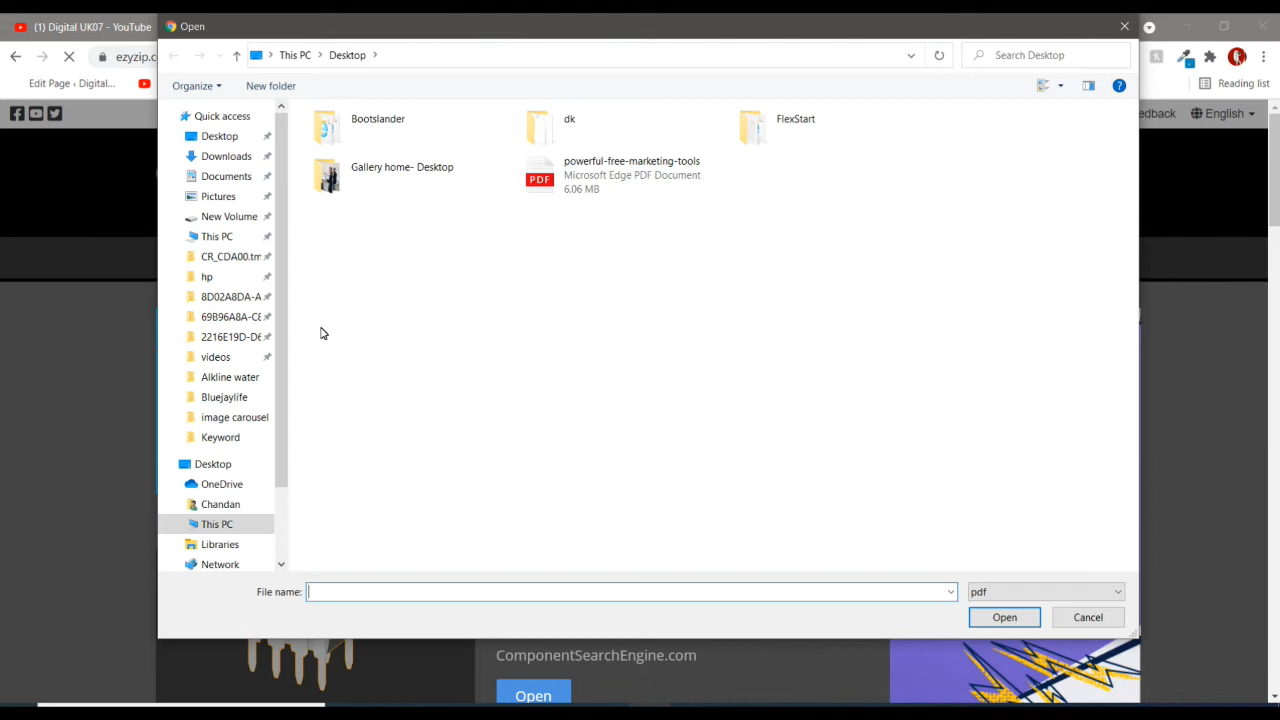 (1) Digital UK07 - YouTube
Open
ezyzip.c
This PC
Desktop
Search Desktop
Edit Page ‹ Digital...
Organize
New folder
Reading list
edback
English
Quick access
Desktop
Downloads
Documents
Pictures
New Volume
This PC
CR_CDA00.tm
hp
8D02A8DA-A
69B96A8A-C8
2216E19D-D6
videos
Alkline water
Bluejaylife
image carousel
Keyword
Desktop
OneDrive
Chandan
This PC
Libraries
Network
Bootslander
dk
FlexStart
Gallery home- Desktop
powerful-free-marketing-tools
Microsoft Edge PDF Document
6.06 MB
PDF
File name:
pdf
Open
Cancel
ComponentSearchEngine.com
Open